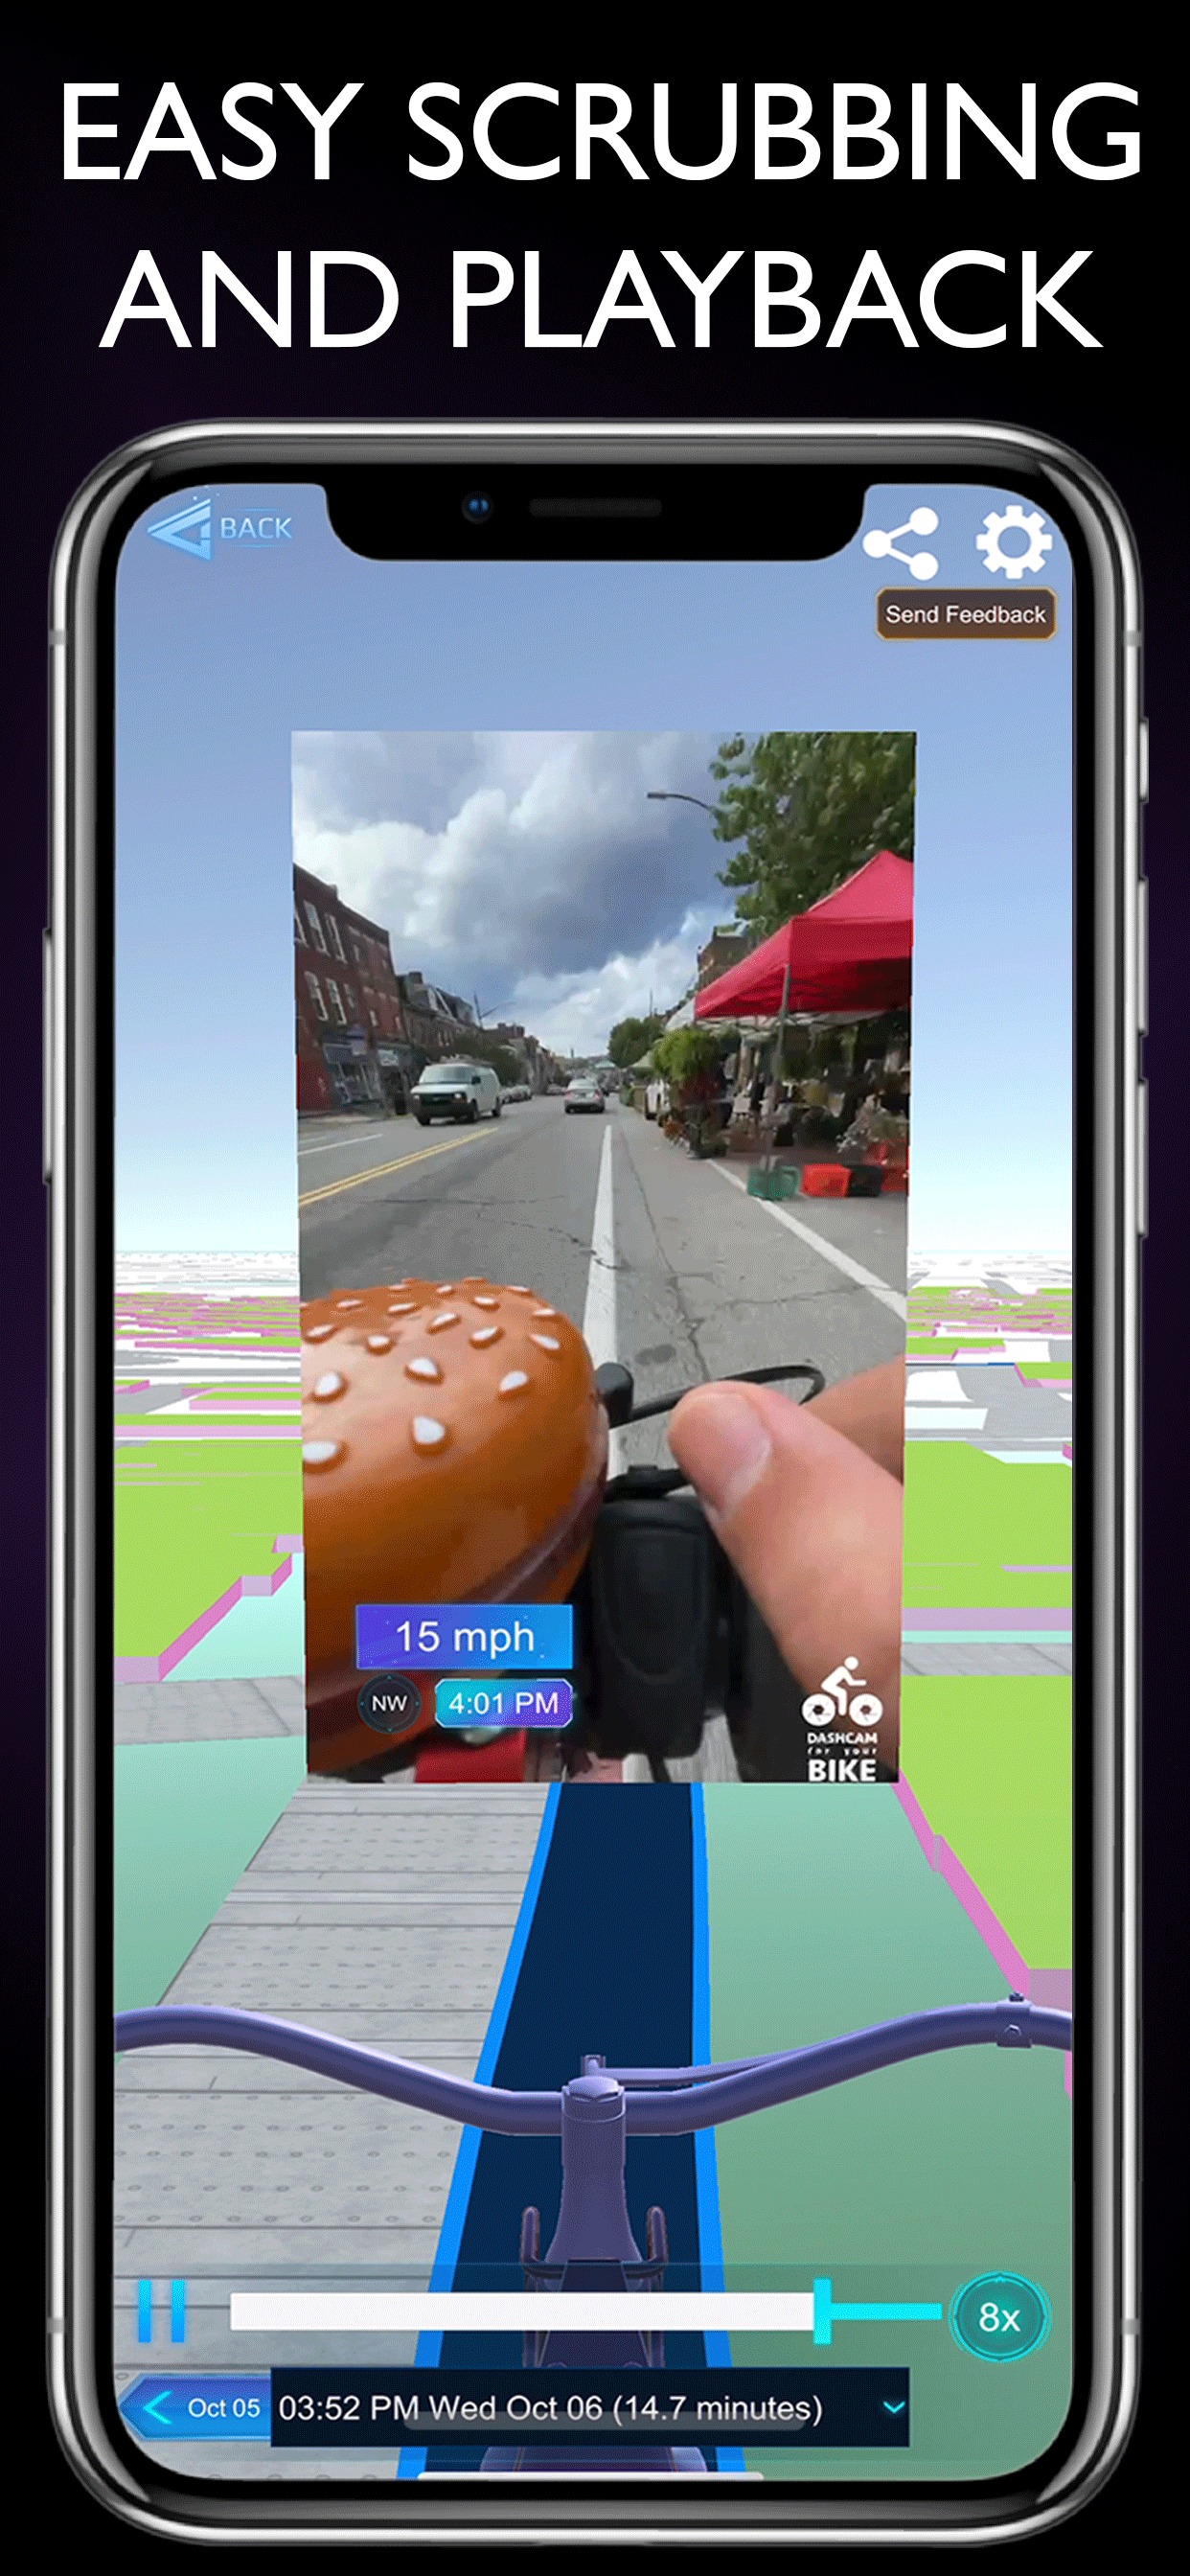 EASY SCRUBBING
AND PLAYBACK
BACK
Send Feedback
15 mph
NW
4:01 PM
DASHCAM
for your
BIKE
8x
Oct 05
03:52 PM Wed Oct 06 (14.7 minutes)